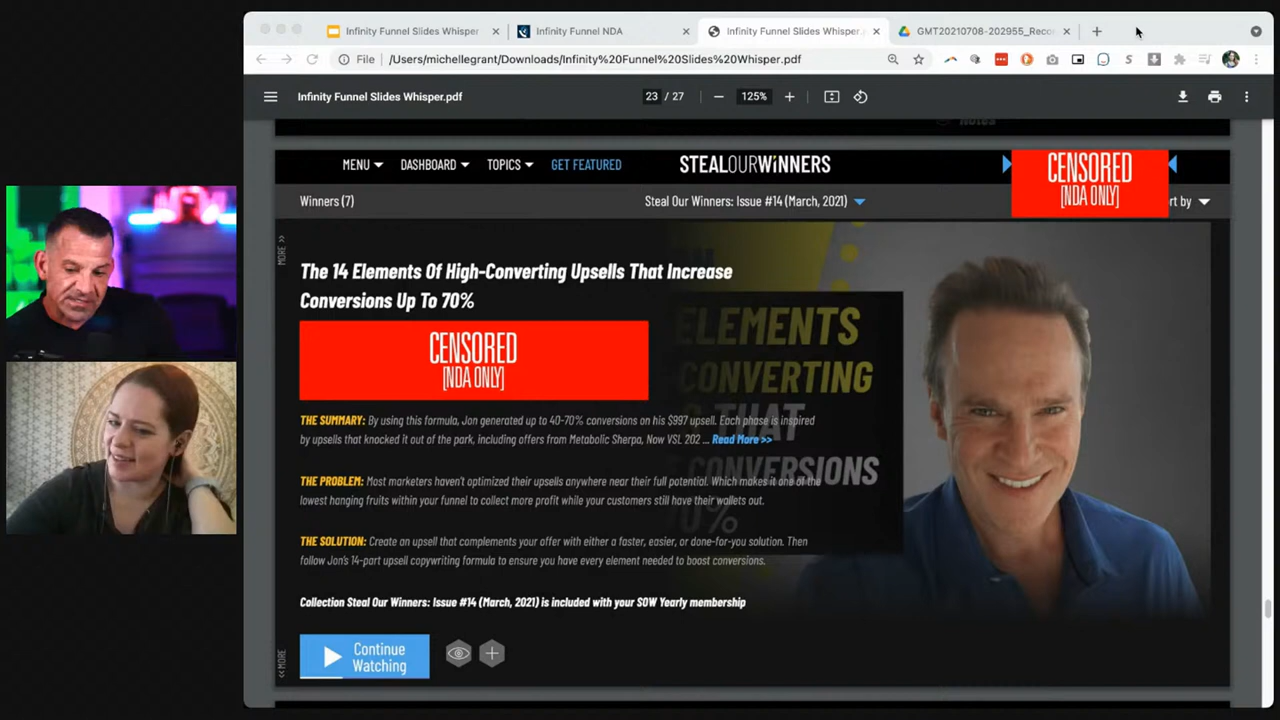 Infinity Funnel Slides Whisper
Infinity Funnel NDA
Infinity Funnel Slides Whisper.
GMT20210708-202955_Reco
File
/Users/michellegrant/Downloads/Infinity%20Funnel%20Slides%20Whisper.pdf
Infinity Funnel Slides Whisper.pdf
23 / 27
125%
Notes
MENU
DASHBOARD
TOPICS
GET FEATURED
STEALOURWINNERS
CENSORED
[NDA ONLY]
Winners (7)
Steal Our Winners: Issue #14 (March, 2021)
rt by
MORE >>
The 14 Elements Of High-Converting Upsells That Increase
Conversions Up To 70%
CENSORED
[NDA ONLY]
ELEMENTS
CONVERTING
THAT
CONVERSIONS
70%
THE SUMMARY: By using this formula, Jon generated up to 40-70% conversions on his $997 upsell. Each phase is inspired
by upsells that knocked it out of the park, including offers from Metabolic Sherpa, Now VSL 202 ... Read More >>
THE PROBLEM: Most marketers haven't optimized their upsells anywhere near their full potential. Which makes it one of the
lowest hanging fruits within your funnel to collect more profit while your customers still have their wallets out.
THE SOLUTION: Create an upsell that complements your offer with either a faster, easier, or done-for-you solution. Then
follow Jon's 14-part upsell copywriting formula to ensure you have every element needed to boost conversions.
Collection Steal Our Winners: Issue #14 (March, 2021) is included with your SOW Yearly membership
<< MORE
Continue
Watching